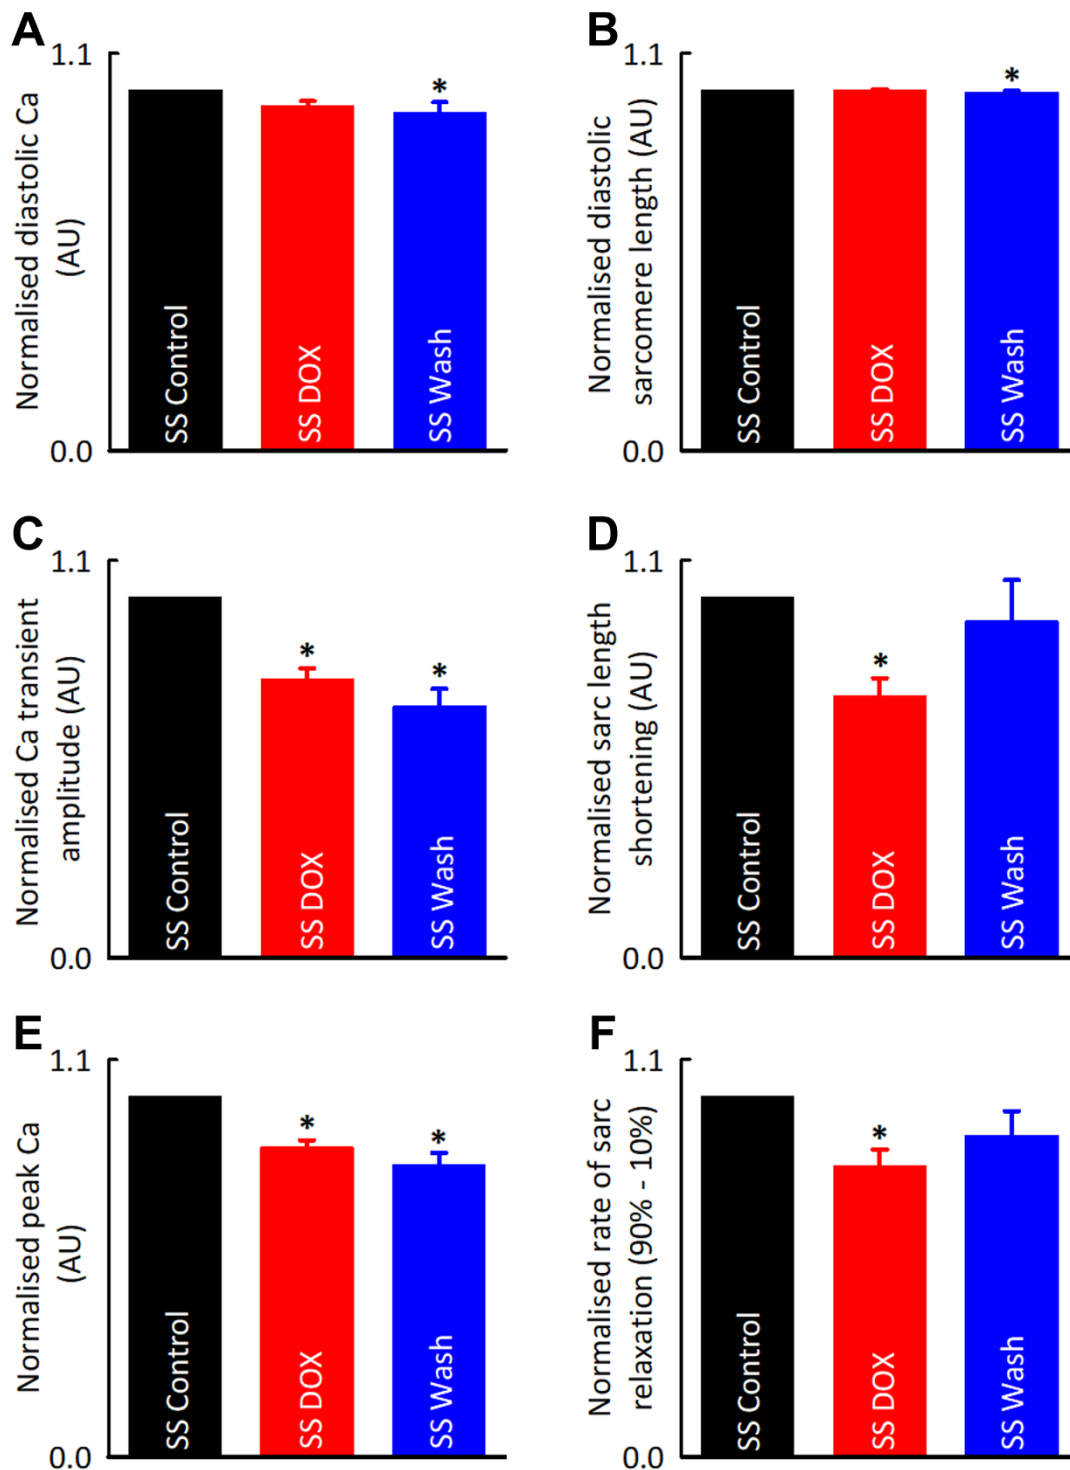 A
1.1
Normalised diastolic Ca
(AU)
0.0
SS Control
SS DOX
*
SS Wash
B
1.1
Normalised diastolic
sarcomere length (AU)
0.0
SS Control
SS DOX
*
SS Wash
C
1.1
Normalised Ca transient
amplitude (AU)
0.0
SS Control
*
SS DOX
*
SS Wash
D
1.1
Normalised sarc length
shortening (AU)
0.0
SS Control
*
SS DOX
SS Wash
E
1.1
Normalised peak Ca
(AU)
0.0
SS Control
*
SS DOX
*
SS Wash
F
1.1
Normalised rate of sarc
relaxation (90% - 10%)
0.0
SS Control
*
SS DOX
SS Wash